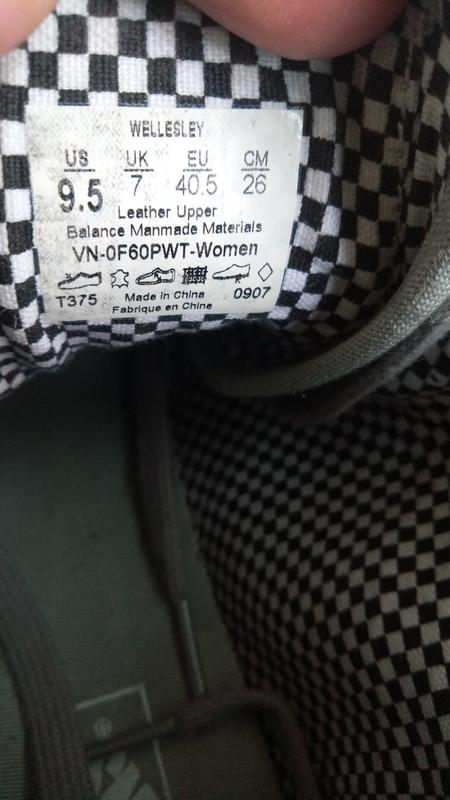 WELLESLEY
US UK EU CM
9.5 7 40.5 26
Leather Upper
Balance Manmade Materials
VN-0F60PWT-Women
T375 Made in China 0907
Fabrique en Chine
®